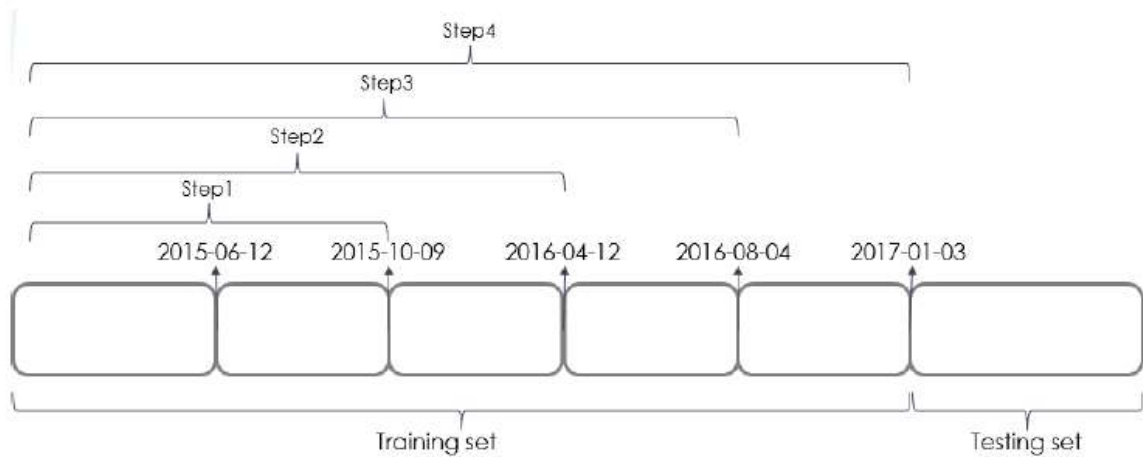 Step4
Step3
Step2
Step1
2015-06-12 2015-10-09 2016-04-12 2016-08-04 2017-01-03
Training set Testing set